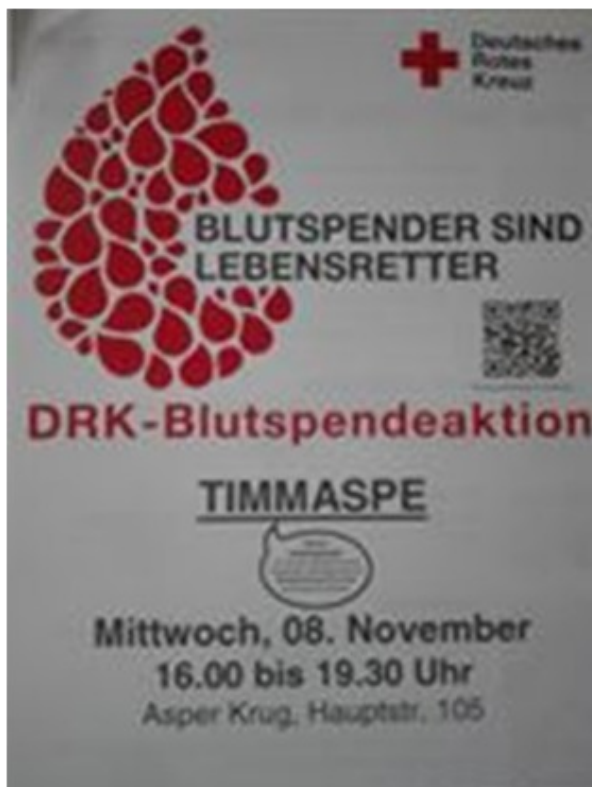 Deutsches
Rotes
Kreuz
BLUTSPENDER SIND
LEBENSRETTER
DRK-Blutspendeaktion
TIMMASPE
Mittwoch, 08. November
16.00 bis 19.30 Uhr
Asper Krug, Hauptstr. 105